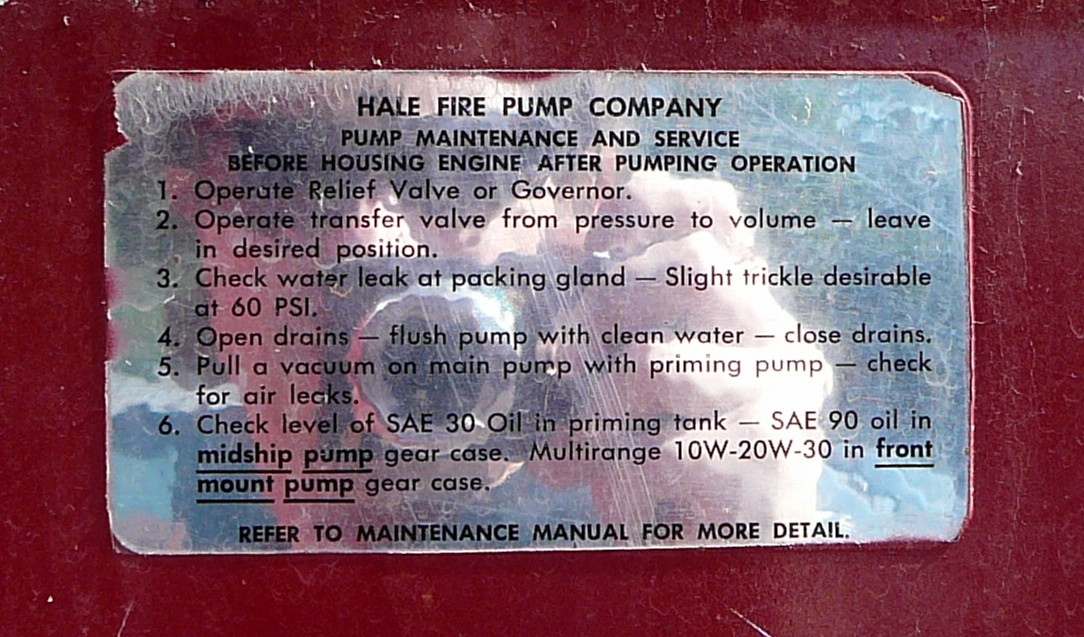 HALE FIRE PUMP COMPANY
PUMP MAINTENANCE AND SERVICE
BEFORE HOUSING ENGINE AFTER PUMPING OPERATION
1. Operate Relief Valve or Governor.
2. Operate transfer valve from pressure to volume — leave
in desired position.
3. Check water leak at packing gland — Slight trickle desirable
at 60 PSI.
4. Open drains — flush pump with clean water — close drains.
5. Pull a vacuum on main pump with priming pump — check
for air leaks.
6. Check level of SAE 30 Oil in priming tank — SAE 90 oil in
midship pump gear case. Multirange 10W-20W-30 in front
mount pump gear case.
REFER TO MAINTENANCE MANUAL FOR MORE DETAIL.